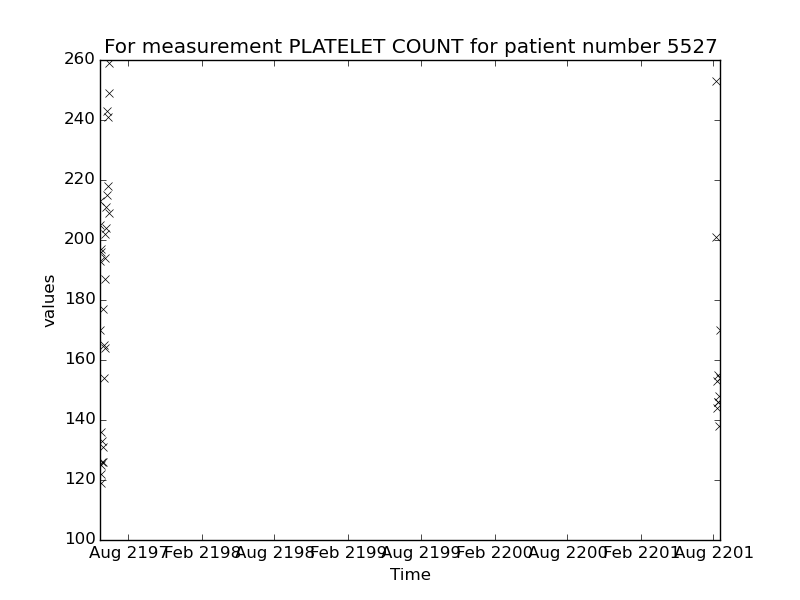 For measurement PLATELET COUNT for patient number 5527
260
240
220
200
180
160
140
120
100
values
Aug 2197 Feb 2198 Aug 2198 Feb 2199 Aug 2199 Feb 2200 Aug 2200 Feb 2201 Aug 2201
Time